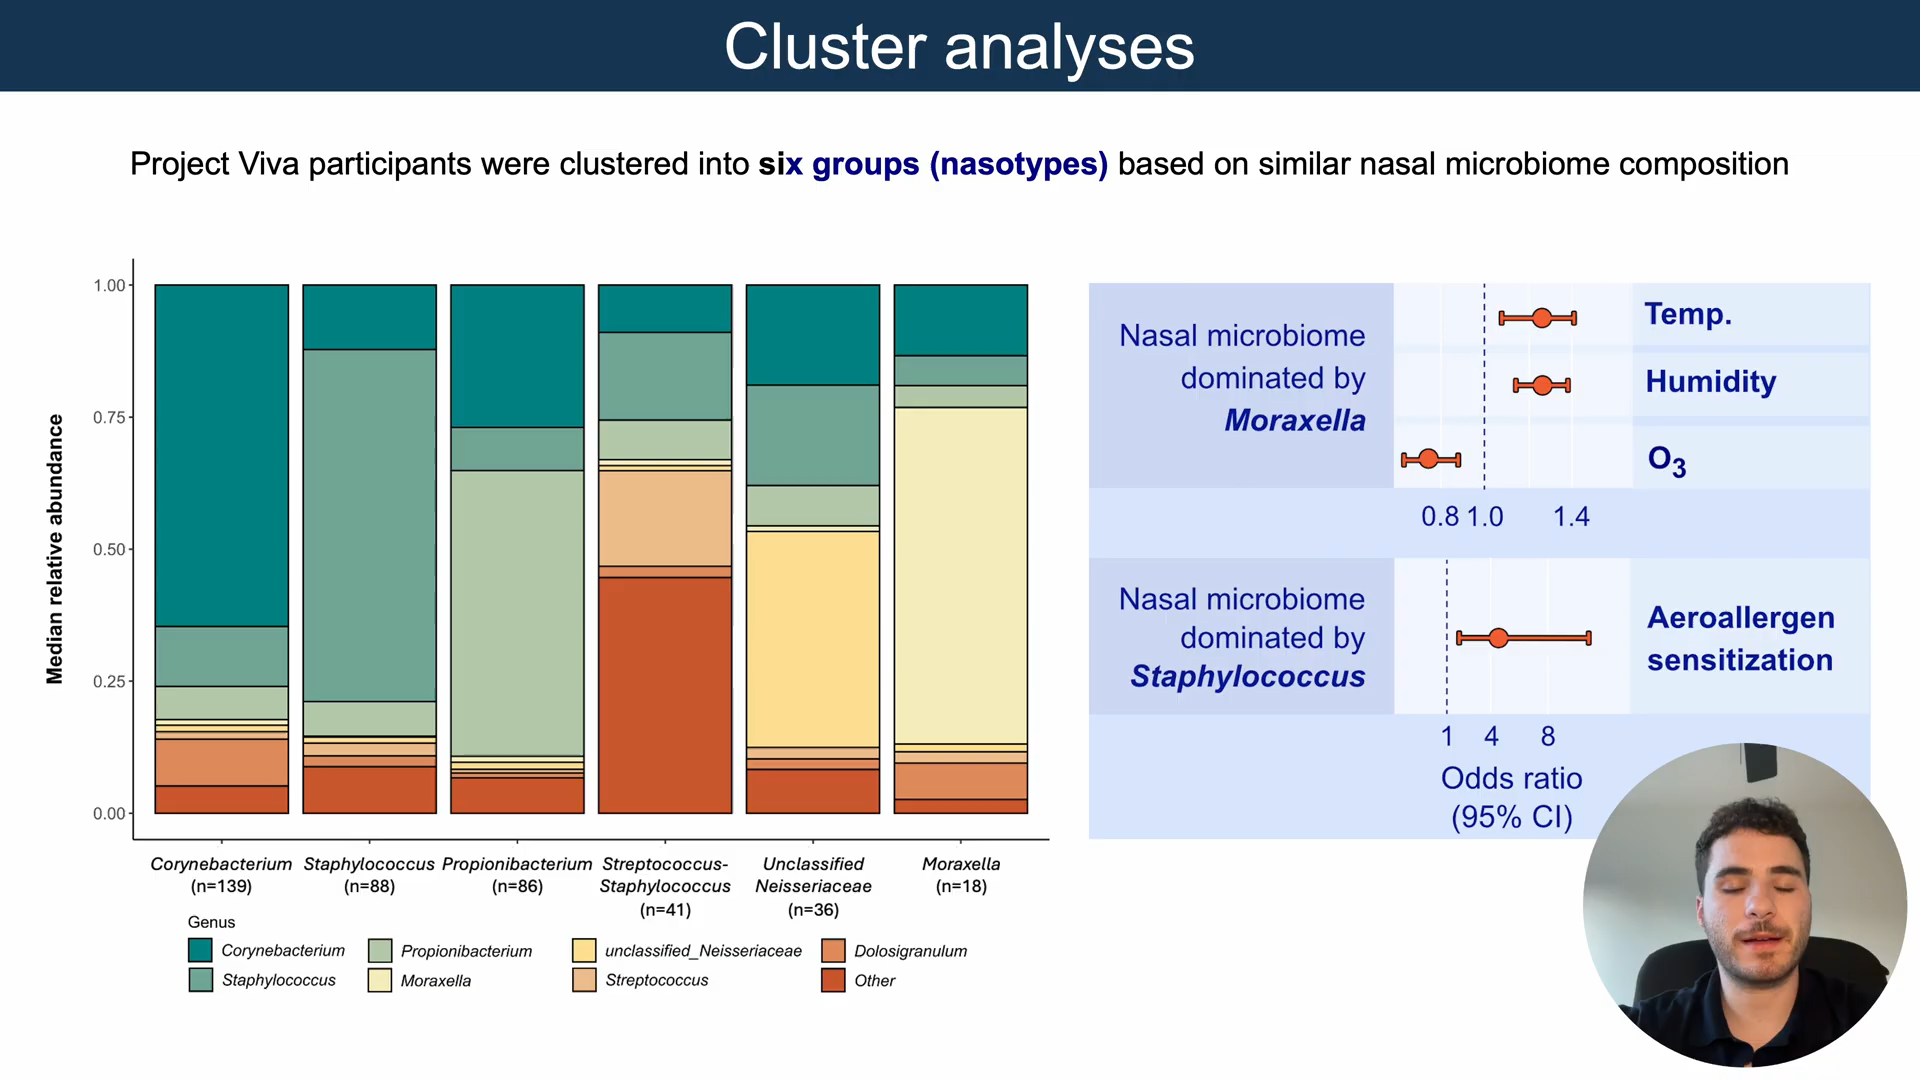 Cluster analyses
Project Viva participants were clustered into six groups (nasotypes) based on similar nasal microbiome composition
Median relative abundance
1.00
0.75
0.50
0.25
0.00
Corynebacterium
(n=139)
Staphylococcus
(n=88)
Propionibacterium
(n=86)
Streptococcus-
Staphylococcus
(n=41)
Unclassified
Neisseriaceae
(n=36)
Moraxella
(n=18)
Genus
Corynebacterium
Propionibacterium
unclassified_Neisseriaceae
Dolosigranulum
Staphylococcus
Moraxella
Streptococcus
Other
Nasal microbiome
dominated by
Moraxella
Temp.
Humidity
O₃
0.8 1.0 1.4
Nasal microbiome
dominated by
Staphylococcus
Aeroallergen
sensitization
1 4 8
Odds ratio
(95% CI)